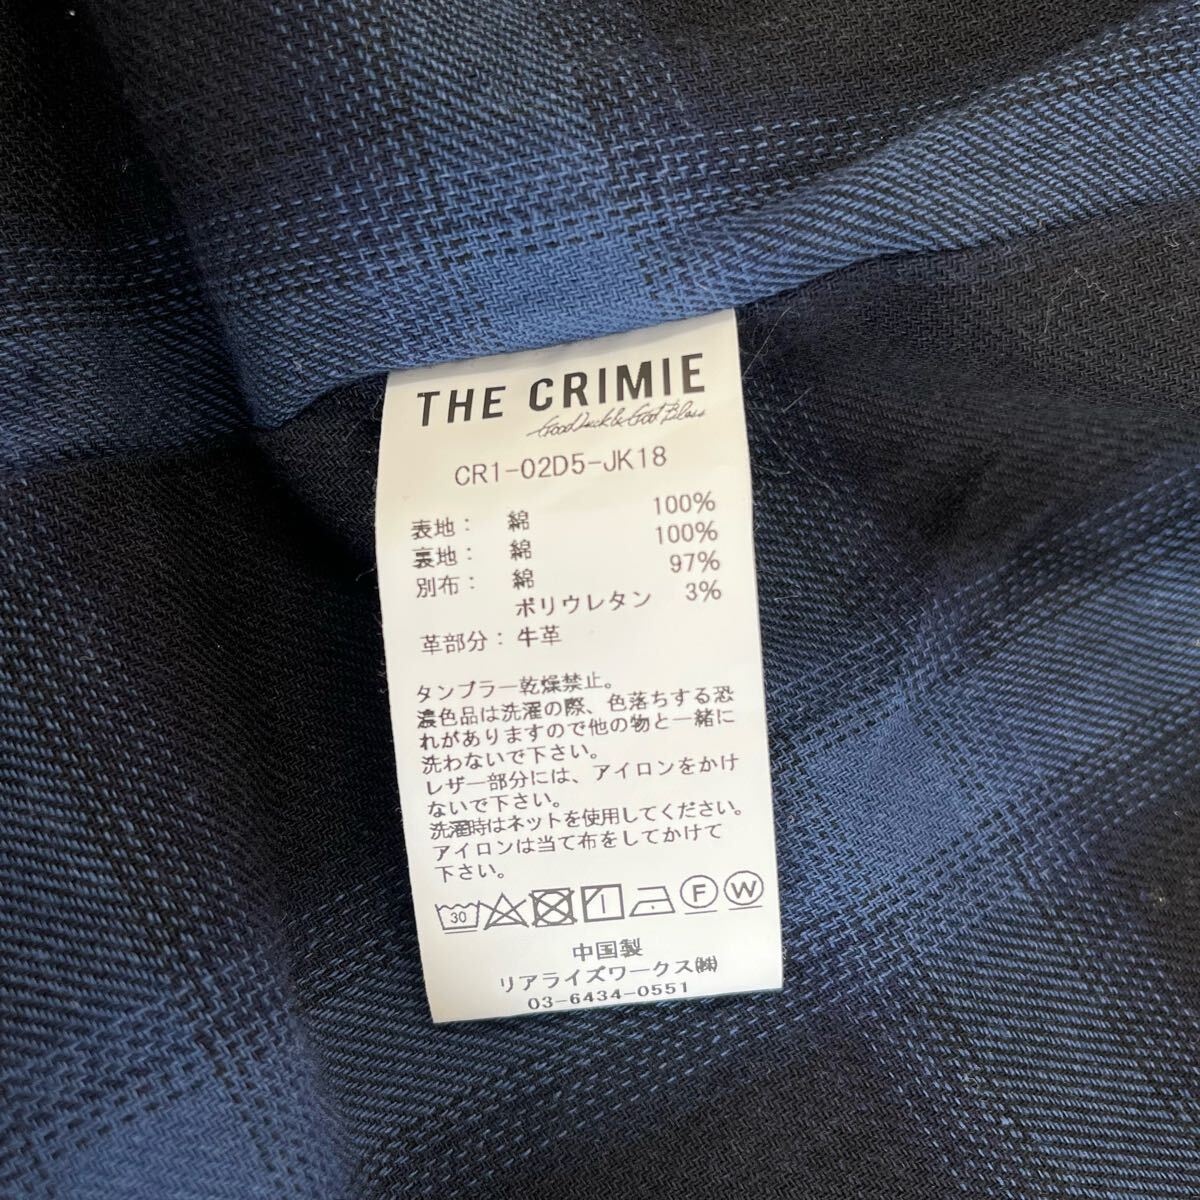 THE CRIMIE
GoodLuck&Got Bless
CR1-02D5-JK18
表地： 綿 100%
裏地： 綿 100%
別布： 綿 97%
ポリウレタン 3%
革部分：牛革
タンブラー乾燥禁止。
濃色品は洗濯の際、色落ちする恐
れがありますので他の物と一緒に
洗わないで下さい。
レザー部分には、アイロンをかけ
ないで下さい。
洗濯時はネットを使用してください。
アイロンは当て布をしてかけて
下さい。
30 F W
中国製
リアライズワークス㈱
03-6434-0551